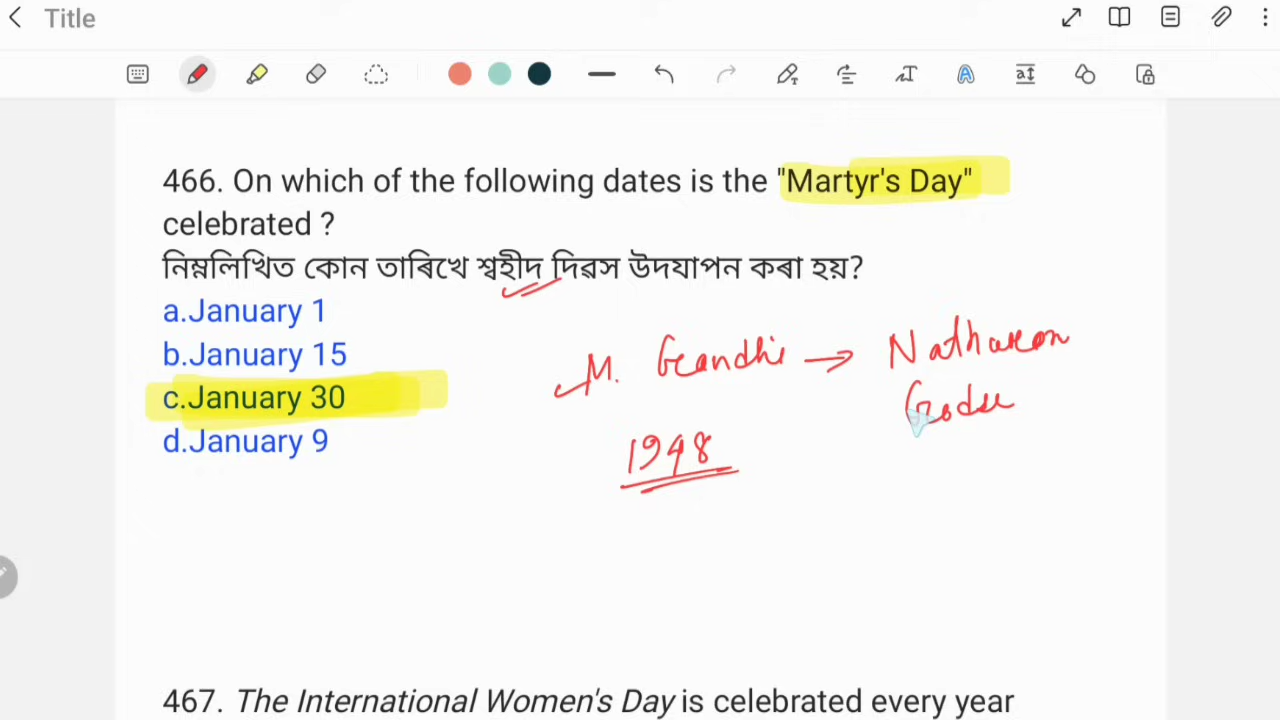 Title
466. On which of the following dates is the "Martyr's Day"
celebrated ?
নিম্নলিখিত কোন তাৰিখে শ্বহীদ দিৱস উদযাপন কৰা হয়?
a.January 1
b.January 15
c.January 30
d.January 9
M. Gandhi → Nathuram
Godse
1948
467. The International Women's Day is celebrated every year